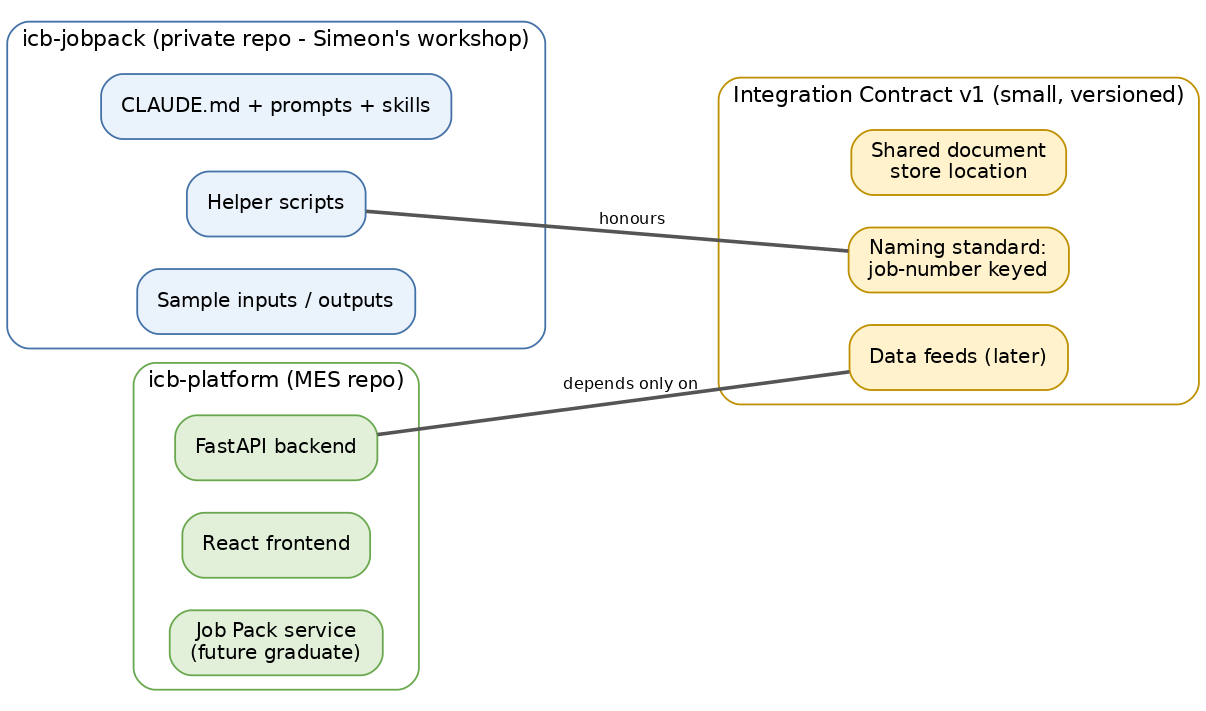 icb-jobpack (private repo - Simeon's workshop)
CLAUDE.md + prompts + skills
Helper scripts
Sample inputs / outputs
icb-platform (MES repo)
FastAPI backend
React frontend
Job Pack service
(future graduate)
honours
depends only on
Integration Contract v1 (small, versioned)
Shared document
store location
Naming standard:
job-number keyed
Data feeds (later)